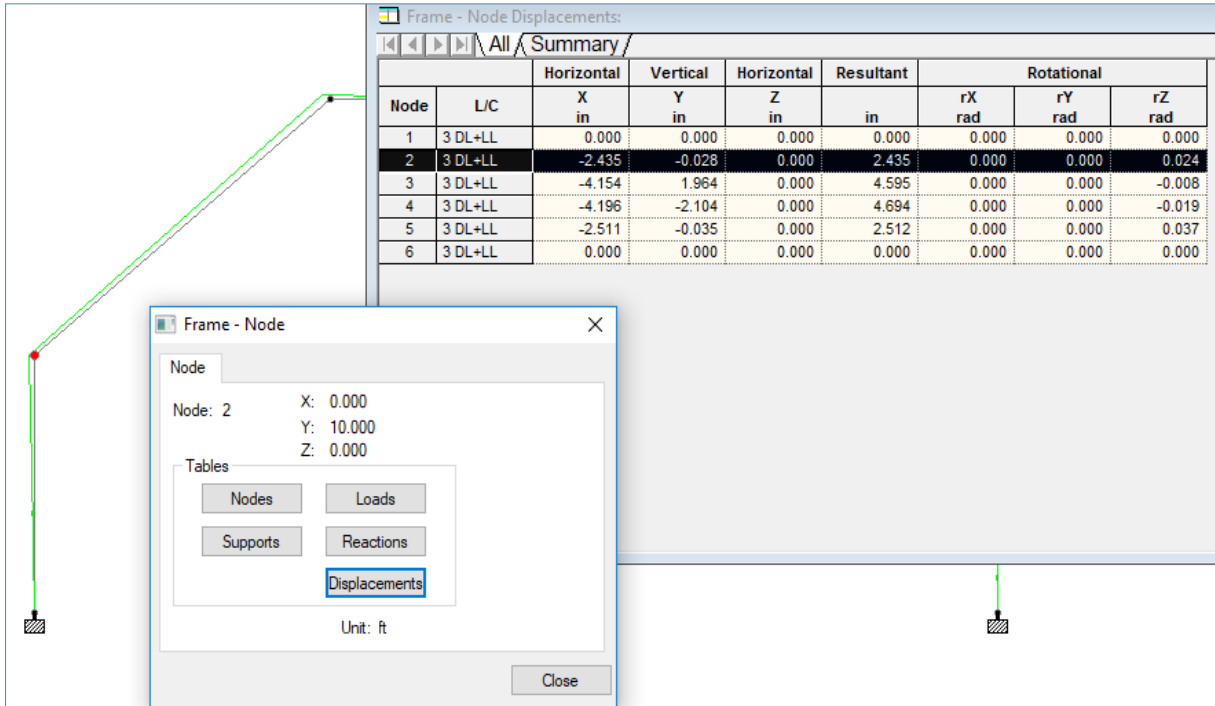 Frame - Node Displacements:
All Summary
Horizontal Vertical Horizontal Resultant Rotational
Node L/C X in Y in Z in in rX rad rY rad rZ rad
1 3 DL+LL 0.000 0.000 0.000 0.000 0.000 0.000 0.000
2 3 DL+LL -2.435 -0.028 0.000 2.435 0.000 0.000 0.024
3 3 DL+LL -4.154 1.964 0.000 4.595 0.000 0.000 -0.008
4 3 DL+LL -4.196 -2.104 0.000 4.694 0.000 0.000 -0.019
5 3 DL+LL -2.511 -0.035 0.000 2.512 0.000 0.000 0.037
6 3 DL+LL 0.000 0.000 0.000 0.000 0.000 0.000 0.000
Frame - Node
Node
Node: 2
X: 0.000
Y: 10.000
Z: 0.000
Tables
Nodes Loads
Supports Reactions
Displacements
Unit: ft
Close